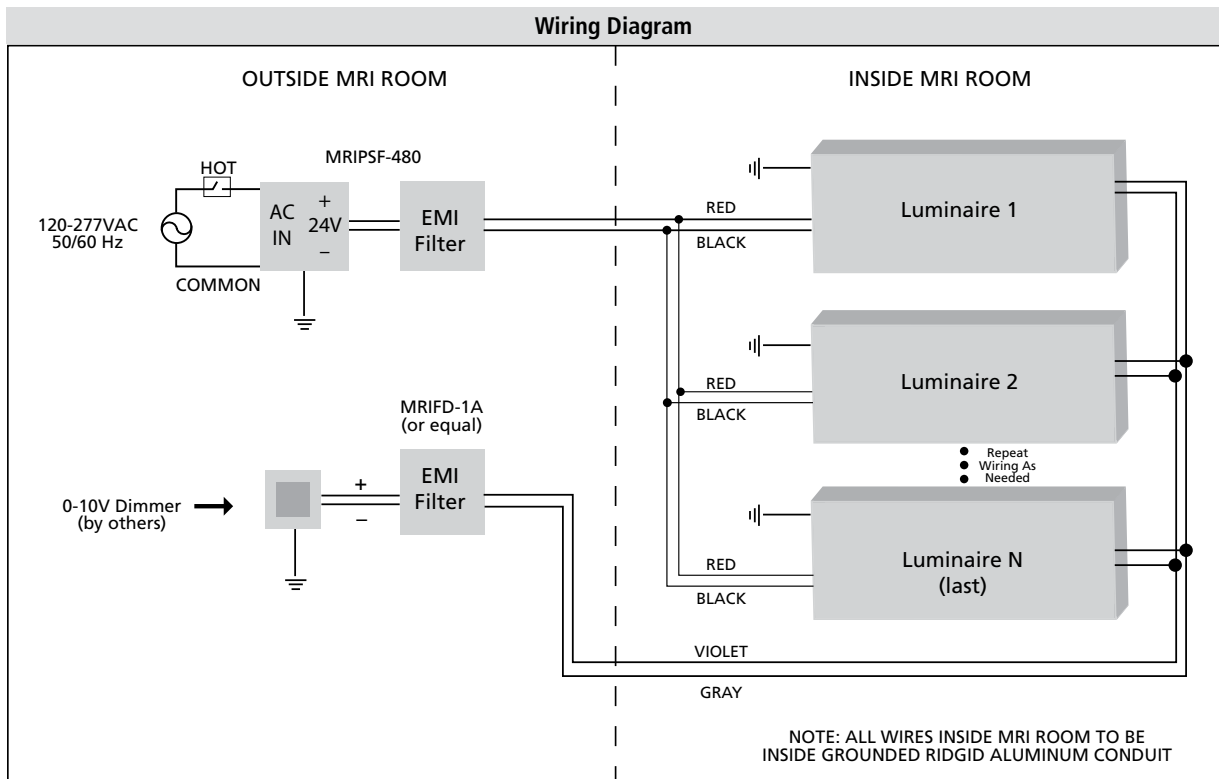 Wiring Diagram
OUTSIDE MRI ROOM
INSIDE MRI ROOM
MRIPSF-480
HOT
120-277VAC
50/60 Hz
COMMON
AC
IN
+
24V
–
EMI
Filter
RED
BLACK
Luminaire 1
RED
BLACK
Luminaire 2
Repeat
Wiring As
Needed
MRIFD-1A
(or equal)
0-10V Dimmer
(by others)
+
–
EMI
Filter
RED
BLACK
Luminaire N
(last)
VIOLET
GRAY
NOTE: ALL WIRES INSIDE MRI ROOM TO BE
INSIDE GROUNDED RIDGID ALUMINUM CONDUIT